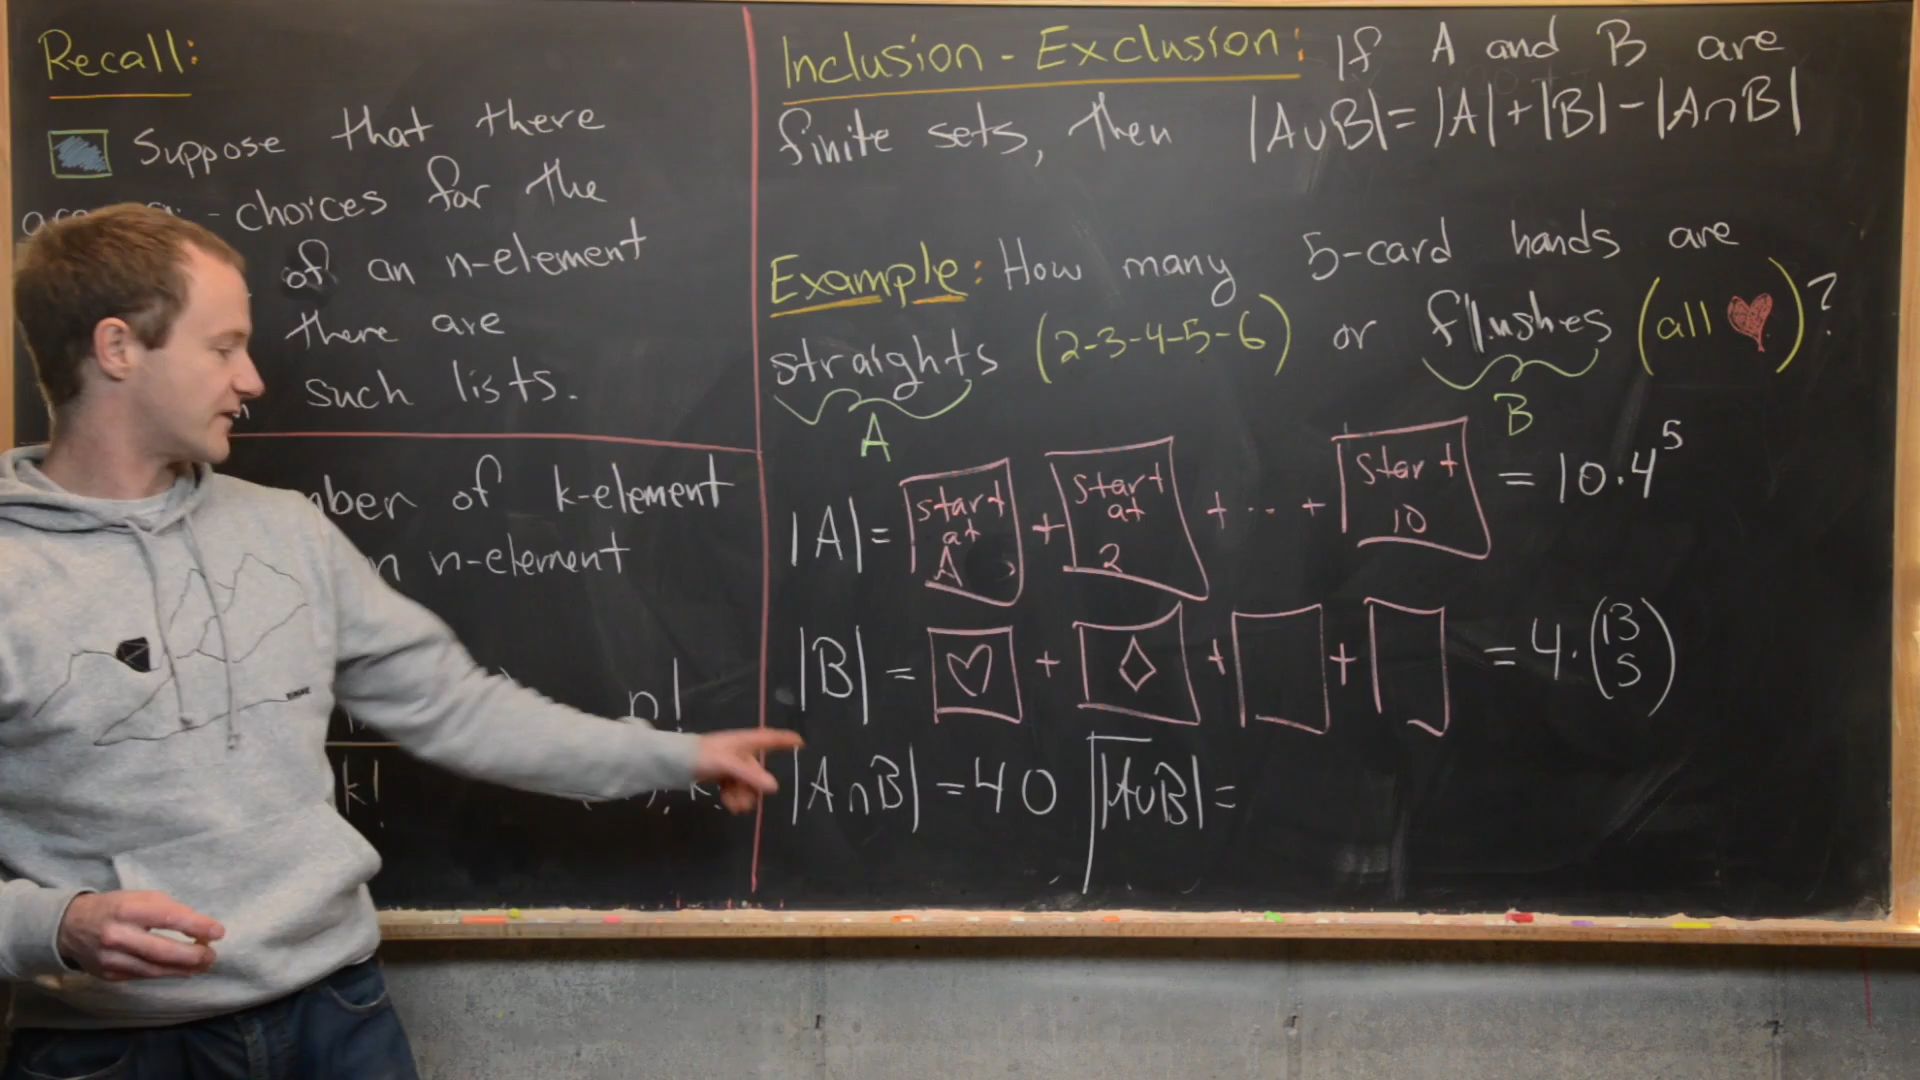 Recall:
Suppose that there
-choices for the
of an n-element
there are
such lists.
of k-element
n-element
n!
k!
Inclusion-Exclusion: If A and B are
finite sets, then |A∪B|=|A|+|B|-|A∩B|
Example: How many 5-card hands are
straights (2-3-4-5-6) or flushes (all ♥)?
A
B
|A|= start at A + start at 2 + ... + start 10 = 10·4^5
|B| = ♡ + ♢ + + = 4·(13 5)
|A∩B| = 40 |A∪B| =